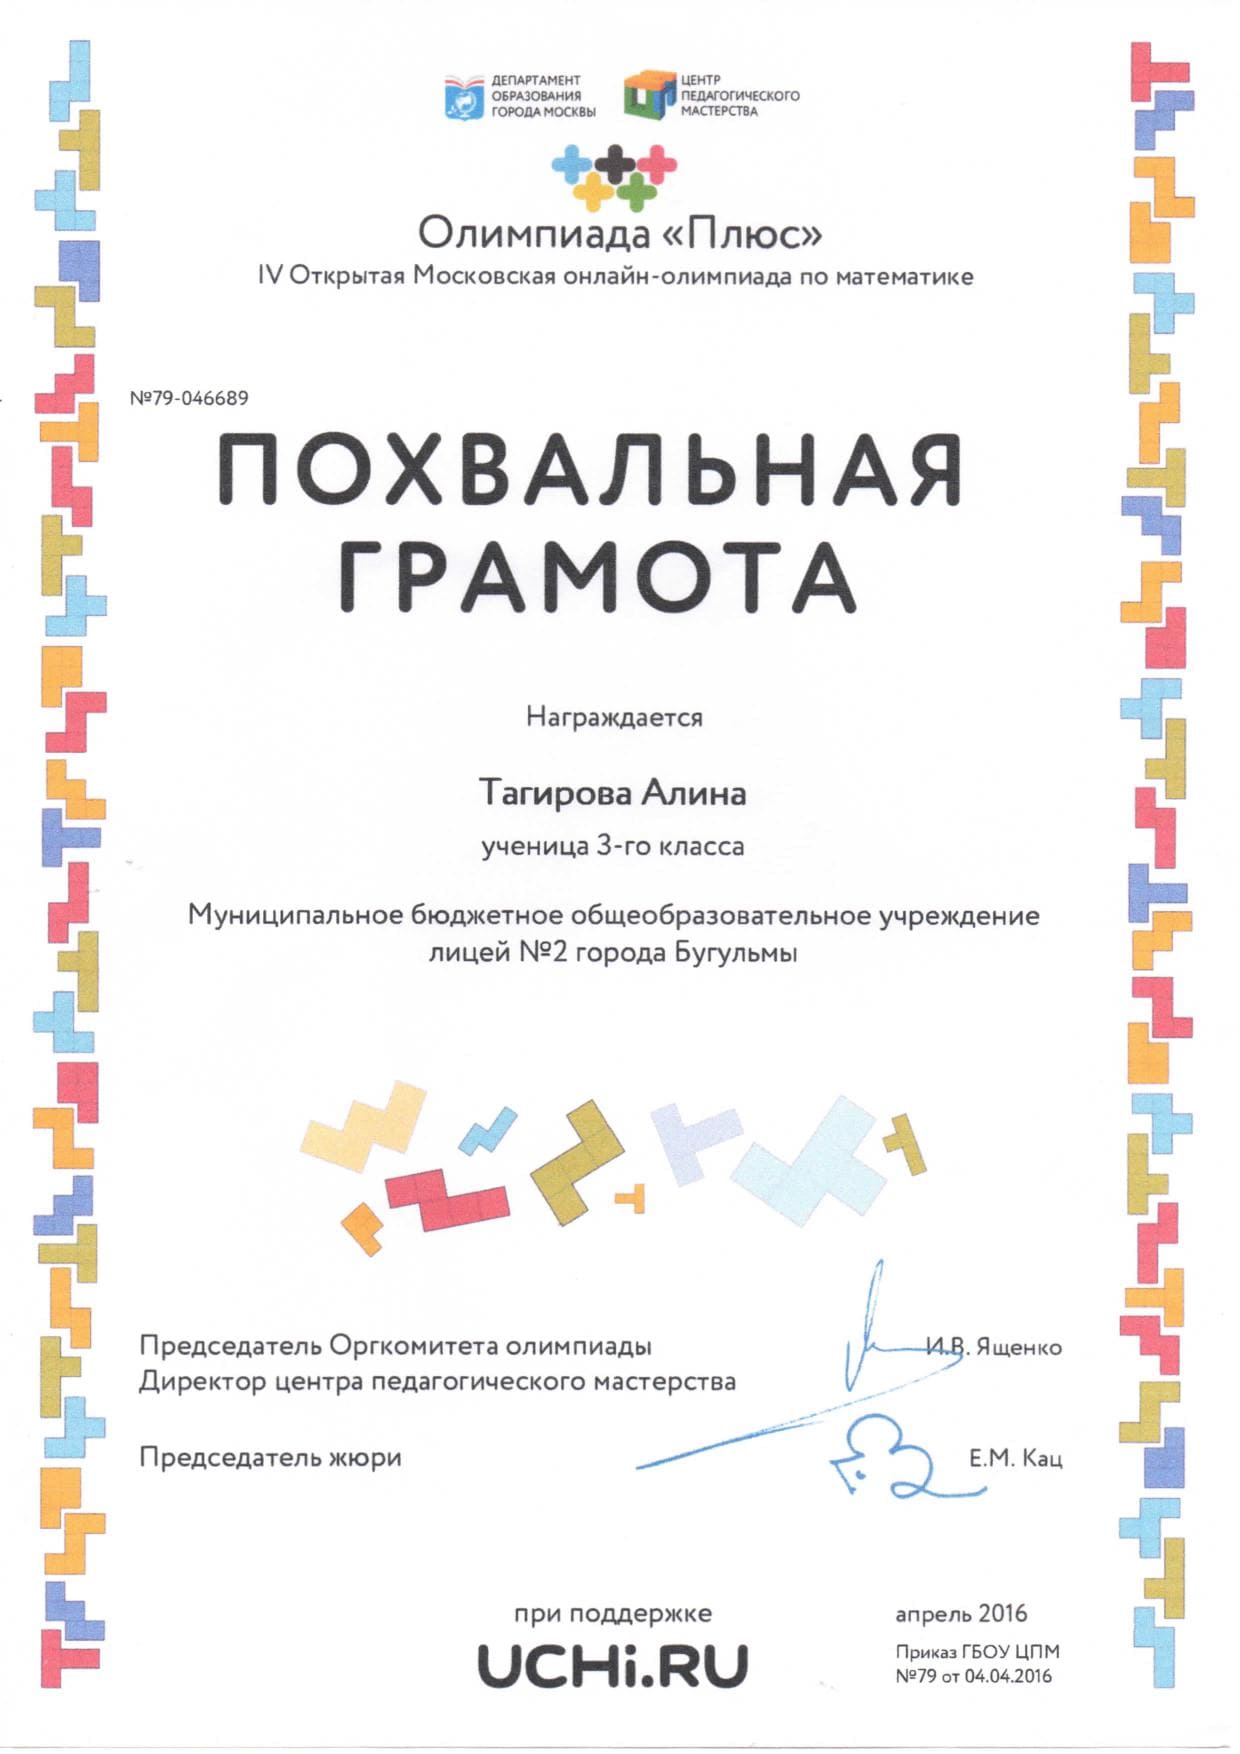 ДЕПАРТАМЕНТ
ОБРАЗОВАНИЯ
ГОРОДА МОСКВЫ
ЦЕНТР
ПЕДАГОГИЧЕСКОГО
МАСТЕРСТВА
Олимпиада «Плюс»
IV Открытая Московская онлайн-олимпиада по математике
№79-046689
ПОХВАЛЬНАЯ
ГРАМОТА
Награждается
Тагирова Алина
ученица 3-го класса
Муниципальное бюджетное общеобразовательное учреждение
лицей №2 города Бугульмы
Председатель Оргкомитета олимпиады
Директор центра педагогического мастерства
И.В. Ященко
Председатель жюри
Е.М. Кац
при поддержке
UCHi.RU
апрель 2016
Приказ ГБОУ ЦПМ
№79 от 04.04.2016